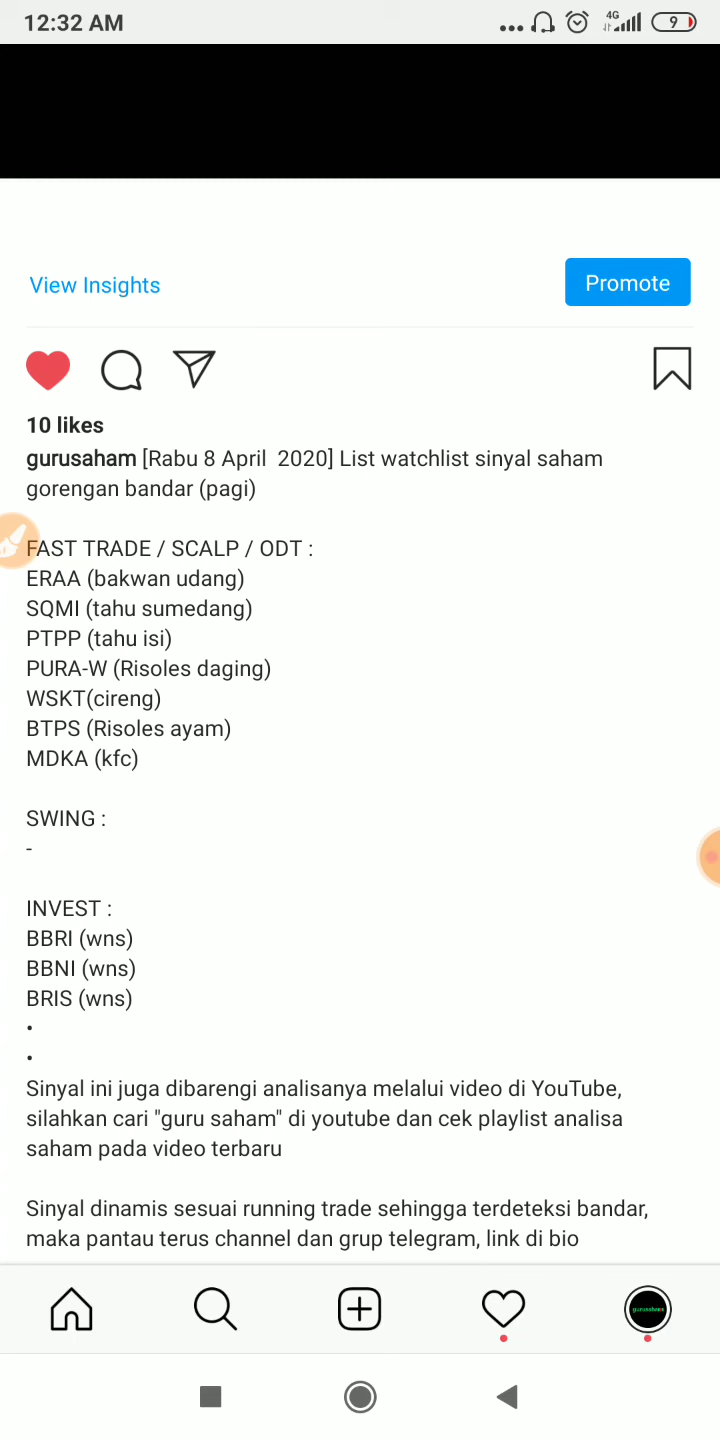 12:32 AM
4G
9
View Insights
Promote
10 likes
gurusaham [Rabu 8 April  2020] List watchlist sinyal saham
gorengan bandar (pagi)
FAST TRADE / SCALP / ODT :
ERAA (bakwan udang)
SQMI (tahu sumedang)
PTPP (tahu isi)
PURA-W (Risoles daging)
WSKT(cireng)
BTPS (Risoles ayam)
MDKA (kfc)
SWING :
-
INVEST :
BBRI (wns)
BBNI (wns)
BRIS (wns)
•
•
Sinyal ini juga dibarengi analisanya melalui video di YouTube,
silahkan cari "guru saham" di youtube dan cek playlist analisa
saham pada video terbaru
Sinyal dinamis sesuai running trade sehingga terdeteksi bandar,
maka pantau terus channel dan grup telegram, link di bio
gurusaham